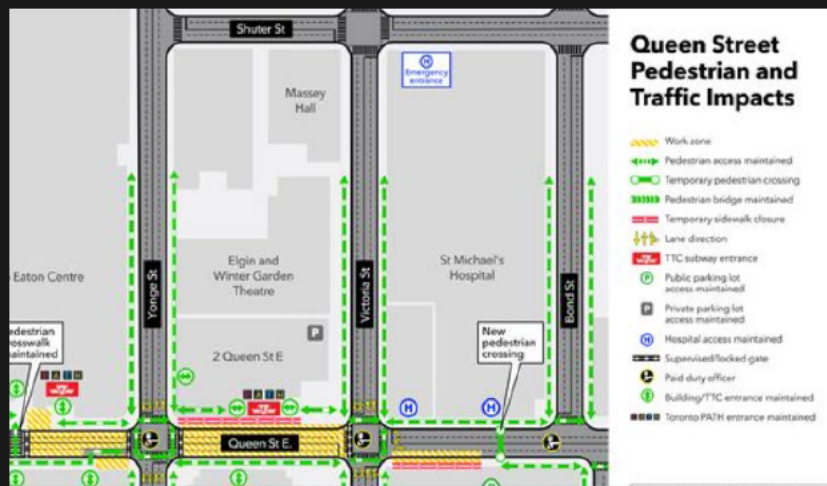 Shuter St
H
Emergency
entrance
Massey
Hall
Queen Street
Pedestrian and
Traffic Impacts
Work zone
Pedestrian access maintained
Temporary pedestrian crossing
Pedestrian bridge maintained
Temporary sidewalk closure
Lane direction
TTC subway entrance
P Public parking lot
access maintained
P Private parking lot
access maintained
H Hospital access maintained
Supervised/locked gate
Paid duty officer
Building/TTC entrance maintained
Toronto PATH entrance maintained
Eaton Centre
Yonge St
Elgin and
Winter Garden
Theatre
Victoria St
St Michael's
Hospital
Bond St
edestrian
rosswalk
aintained
2 Queen St E
P
New
pedestrian
crossing
PATH
PATH
H
H
Queen St E.